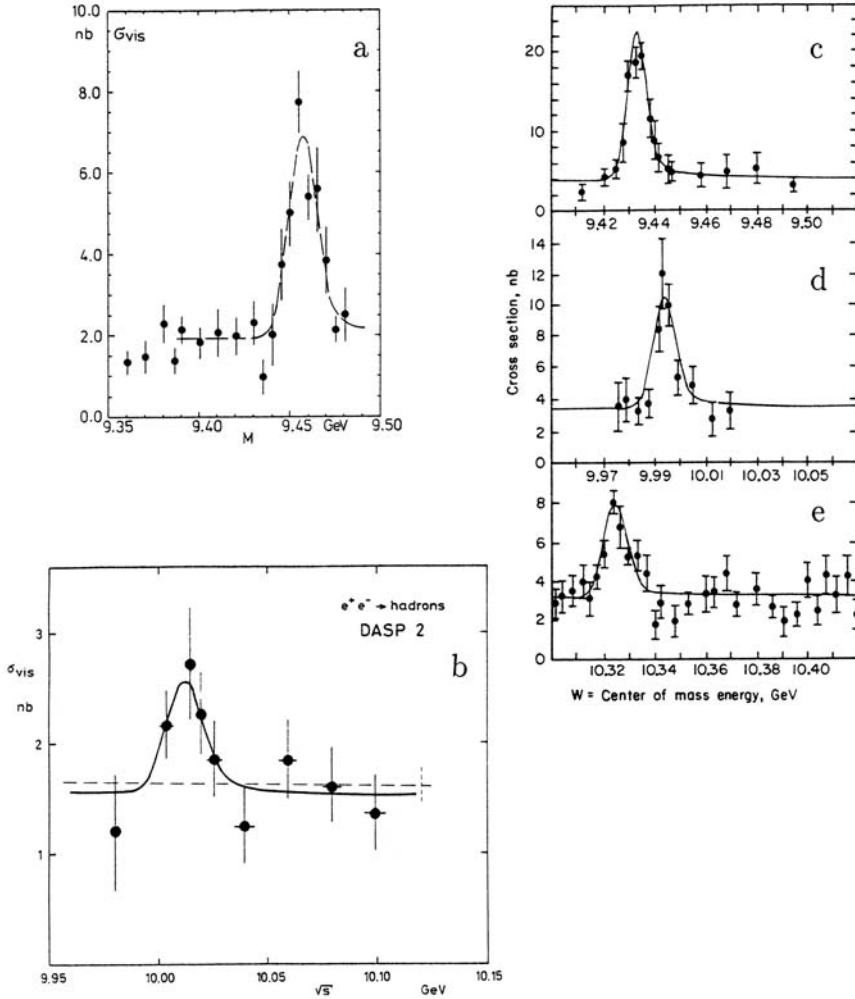 10.0
nb σvis a
8.0
6.0
4.0
2.0
0.0
9.35 9.40 9.45 9.50
M GeV
e⁺e⁻ → hadrons
DASP 2
b
3
σvis
nb
2
1
9.95 10.00 10.05 10.10 10.15
√s GeV
c
20
10
0
9.42 9.44 9.46 9.48 9.50
d
14
12
10
8
6
4
2
0
9.97 9.99 10.01 10.03 10.05
Cross section, nb
e
8
6
4
2
0
10.32 10.34 10.36 10.38 10.40
W = Center of mass energy, GeV